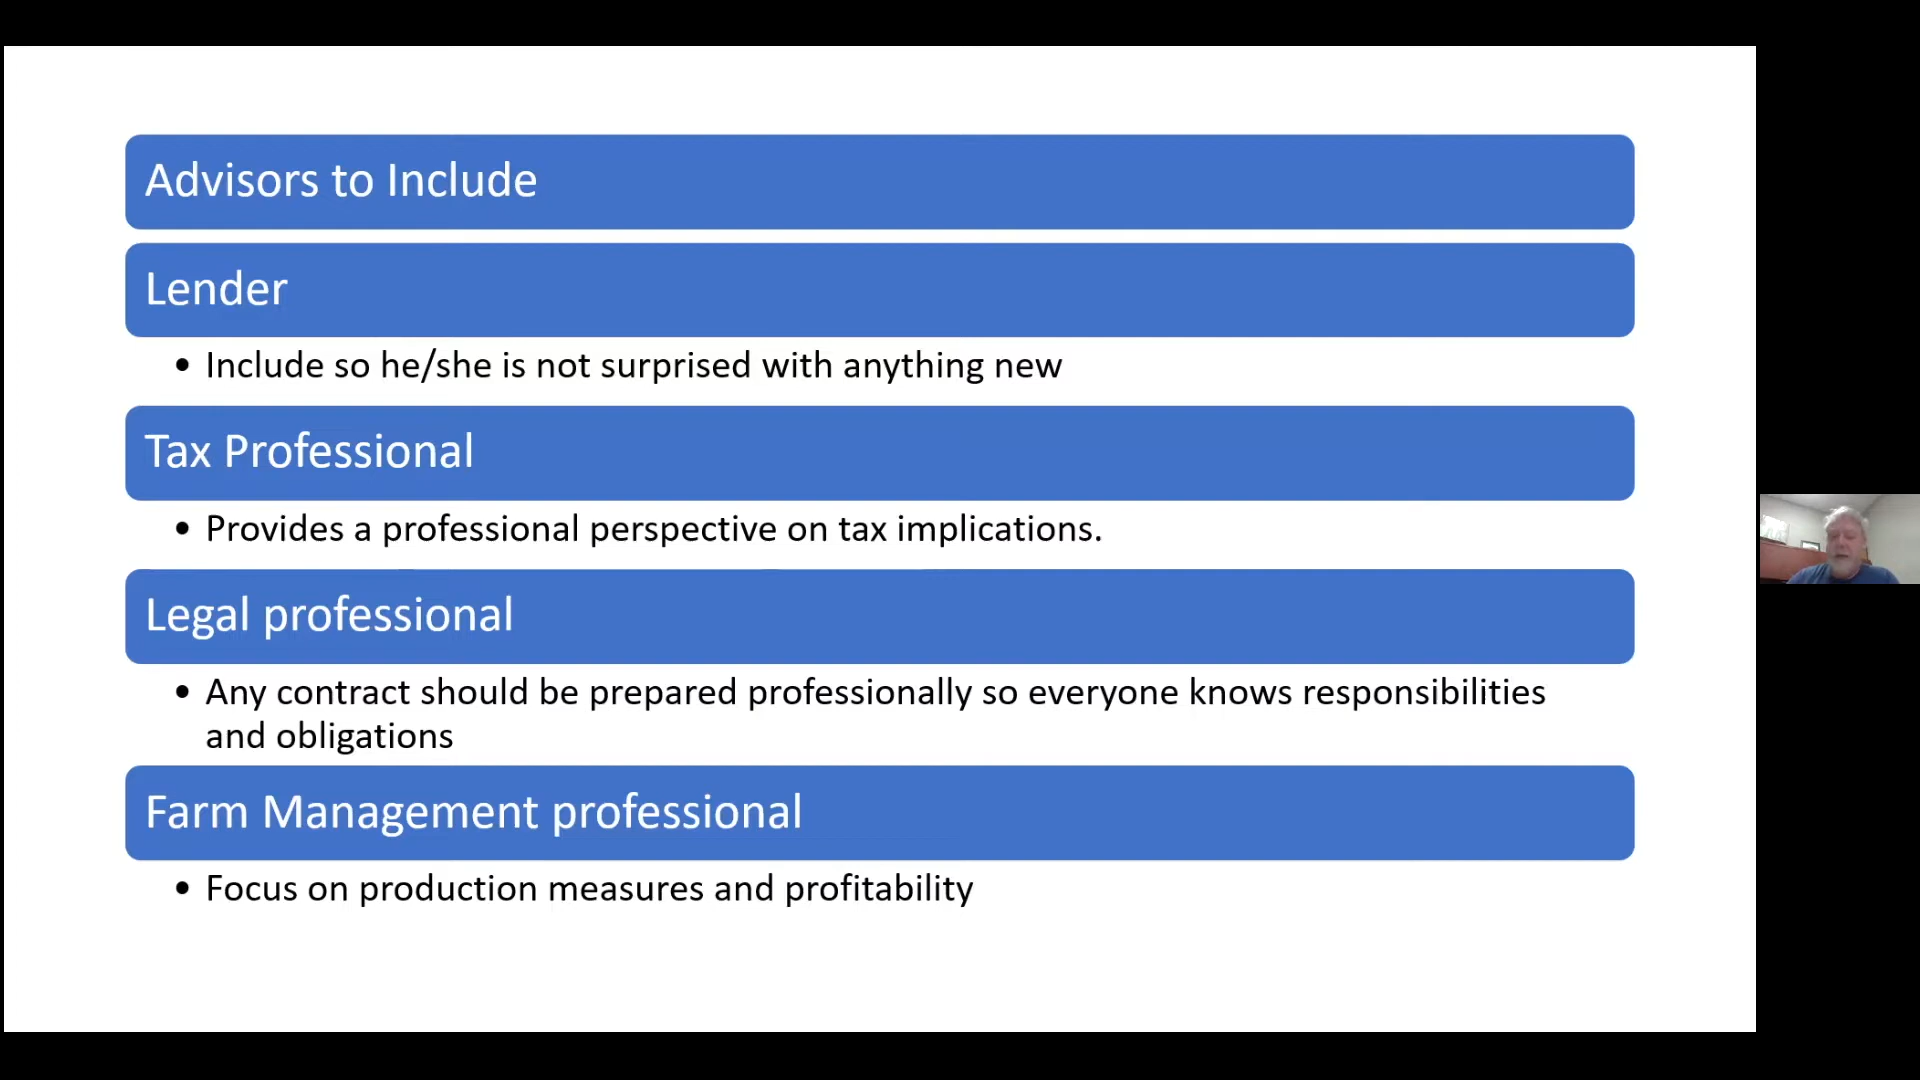 Advisors to Include
Lender
• Include so he/she is not surprised with anything new
Tax Professional
• Provides a professional perspective on tax implications.
Legal professional
• Any contract should be prepared professionally so everyone knows responsibilities
and obligations
Farm Management professional
• Focus on production measures and profitability